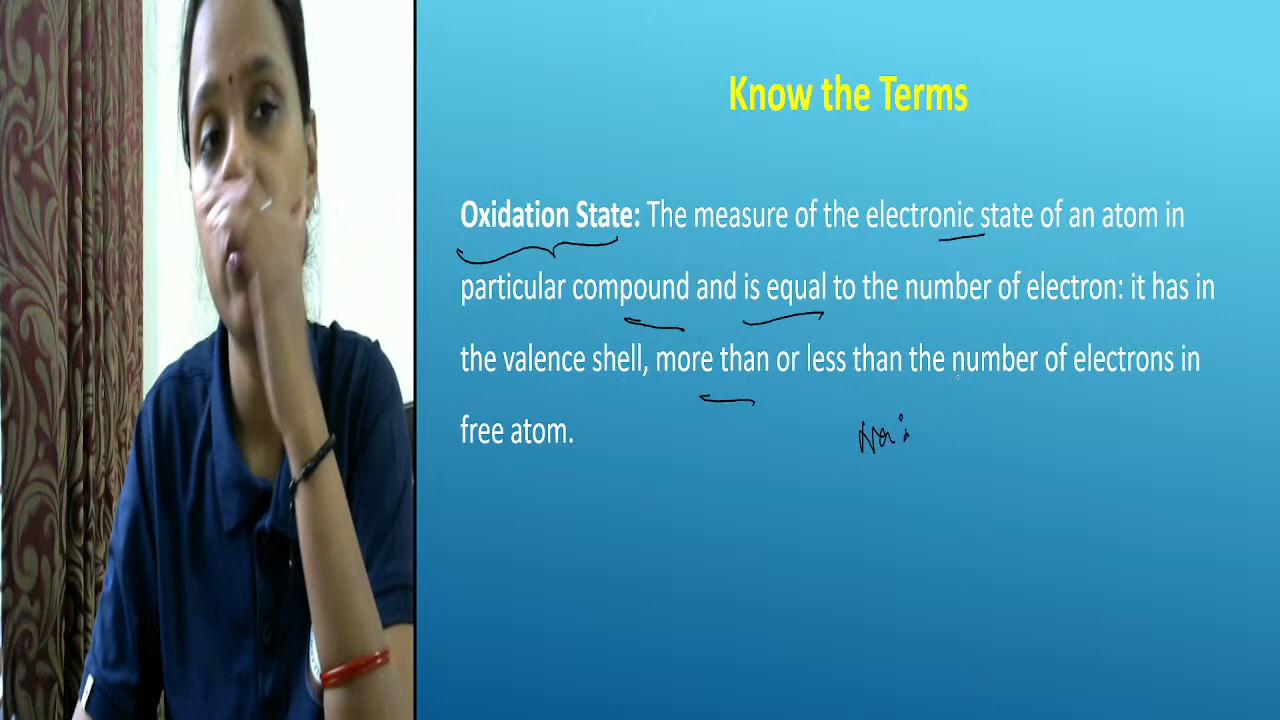 Know the Terms
Oxidation State: The measure of the electronic state of an atom in
particular compound and is equal to the number of electron: it has in
the valence shell, more than or less than the number of electrons in
free atom.